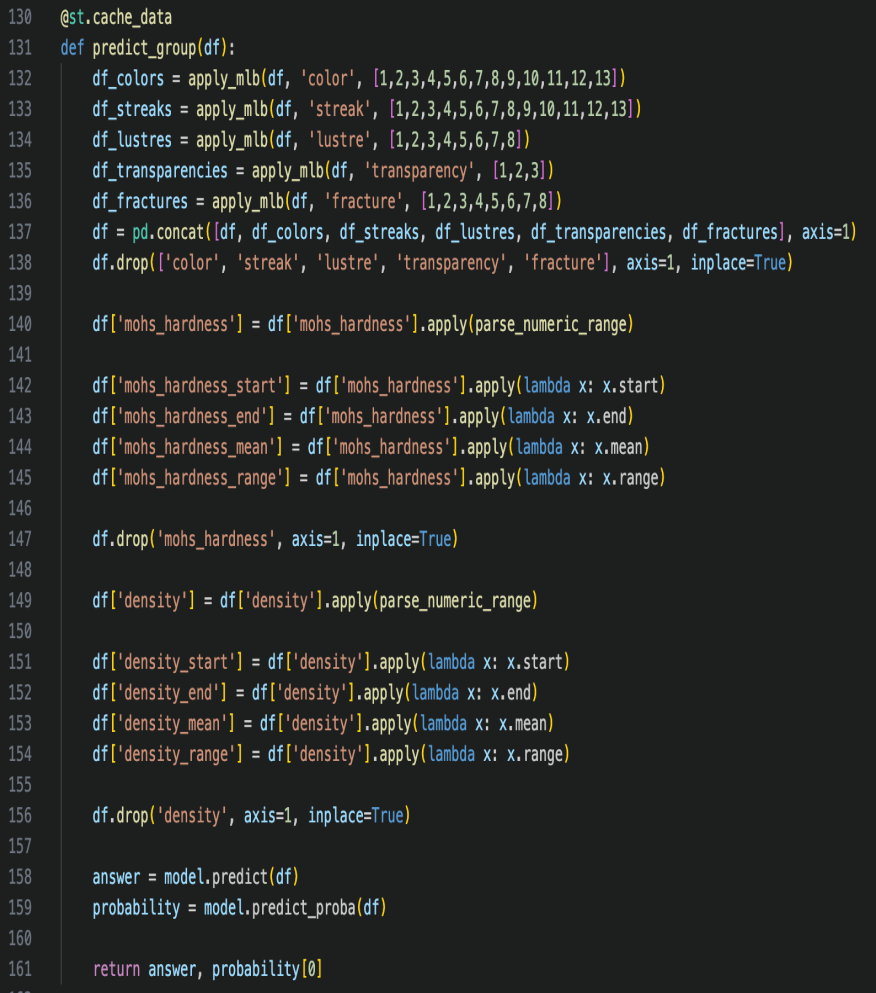 130 @st.cache_data
131 def predict_group(df):
132     df_colors = apply_mlb(df, 'color', [1,2,3,4,5,6,7,8,9,10,11,12,13])
133     df_streaks = apply_mlb(df, 'streak', [1,2,3,4,5,6,7,8,9,10,11,12,13])
134     df_lustres = apply_mlb(df, 'lustre', [1,2,3,4,5,6,7,8])
135     df_transparencies = apply_mlb(df, 'transparency', [1,2,3])
136     df_fractures = apply_mlb(df, 'fracture', [1,2,3,4,5,6,7,8])
137     df = pd.concat([df, df_colors, df_streaks, df_lustres, df_transparencies, df_fractures], axis=1)
138     df.drop(['color', 'streak', 'lustre', 'transparency', 'fracture'], axis=1, inplace=True)
139
140     df['mohs_hardness'] = df['mohs_hardness'].apply(parse_numeric_range)
141
142     df['mohs_hardness_start'] = df['mohs_hardness'].apply(lambda x: x.start)
143     df['mohs_hardness_end'] = df['mohs_hardness'].apply(lambda x: x.end)
144     df['mohs_hardness_mean'] = df['mohs_hardness'].apply(lambda x: x.mean)
145     df['mohs_hardness_range'] = df['mohs_hardness'].apply(lambda x: x.range)
146
147     df.drop('mohs_hardness', axis=1, inplace=True)
148
149     df['density'] = df['density'].apply(parse_numeric_range)
150
151     df['density_start'] = df['density'].apply(lambda x: x.start)
152     df['density_end'] = df['density'].apply(lambda x: x.end)
153     df['density_mean'] = df['density'].apply(lambda x: x.mean)
154     df['density_range'] = df['density'].apply(lambda x: x.range)
155
156     df.drop('density', axis=1, inplace=True)
157
158     answer = model.predict(df)
159     probability = model.predict_proba(df)
160
161     return answer, probability[0]